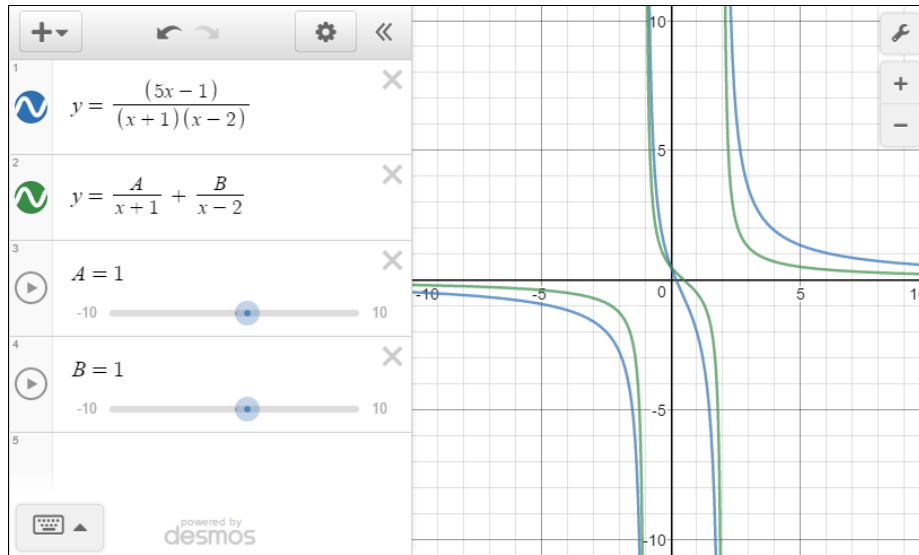 1
y = (5x − 1) / (x + 1)(x − 2)
2
y = A / x + 1 + B / x − 2
3
A = 1
-10 10
4
B = 1
-10 10
5
powered by
desmos
10
5
-10 -5 0 5 1
-5
-10